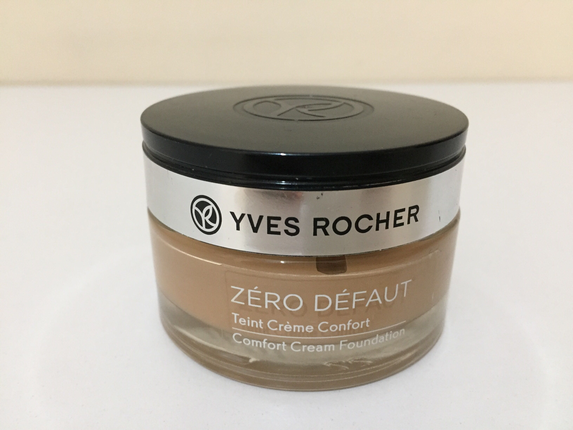 YVES ROCHER
ZÉRO DÉFAUT
Teint Crème Confort
Comfort Cream Foundation